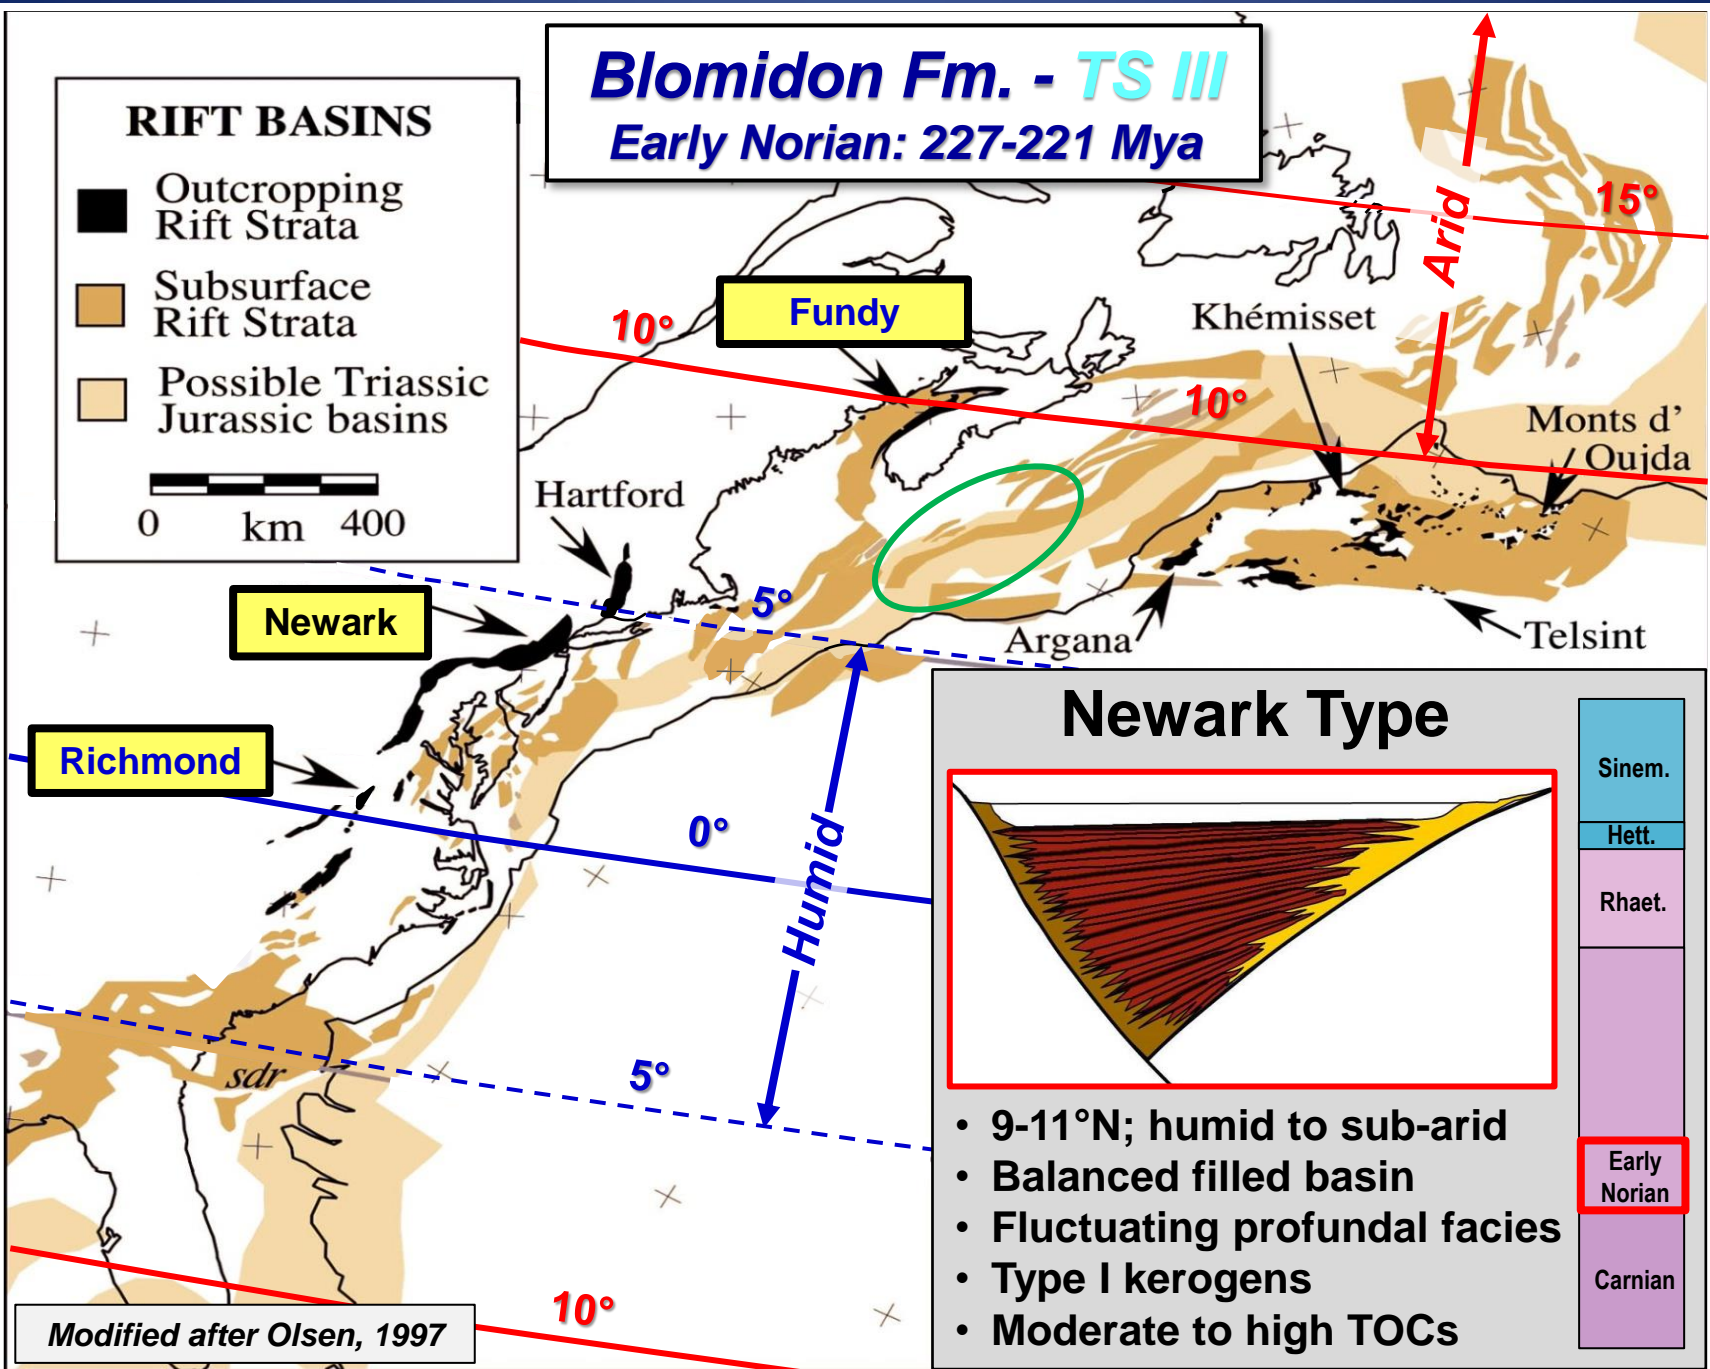 Blomidon Fm. - TS III
Early Norian: 227-221 Mya
RIFT BASINS
Outcropping
Rift Strata
Subsurface
Rift Strata
Possible Triassic
Jurassic basins
0 km 400
Arid
15°
Fundy
10°
Khémisset
10°
Monts d'
Oujda
Hartford
Newark
5°
Argana
Telsint
Richmond
0°
Humid
sdr
5°
10°
Modified after Olsen, 1997
Newark Type
Sinem.
Hett.
Rhaet.
Early
Norian
Carnian
• 9-11°N; humid to sub-arid
• Balanced filled basin
• Fluctuating profundal facies
• Type I kerogens
• Moderate to high TOCs